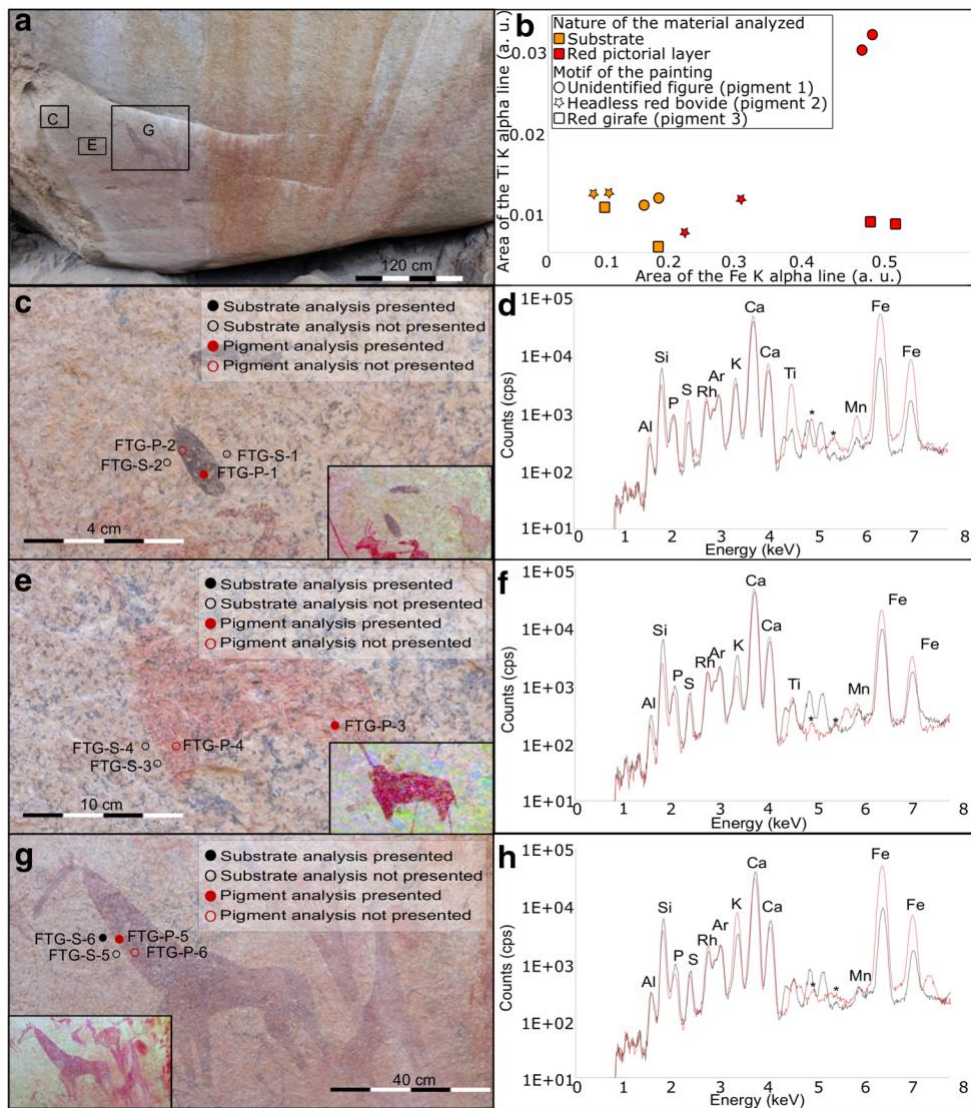 a
C
E
G
120 cm
b
Area of the Ti K alpha line (a. u.)
0.03
0.02
0.01
Nature of the material analyzed
Substrate
Red pictorial layer
Motif of the painting
Unidentified figure (pigment 1)
Headless red bovide (pigment 2)
Red girafe (pigment 3)
0 0.1 0.2 0.3 0.4 0.5
Area of the Fe K alpha line (a. u.)
c
Substrate analysis presented
Substrate analysis not presented
Pigment analysis presented
Pigment analysis not presented
FTG-P-2
FTG-S-1
FTG-S-2
FTG-P-1
4 cm
d
Counts (cps)
1E+05
1E+04
1E+03
1E+02
1E+01
Al Si P S Rh Ar K Ca Ca Ti * * Mn Fe Fe
1 2 3 4 5 6 7 8
Energy (keV)
e
Substrate analysis presented
Substrate analysis not presented
Pigment analysis presented
Pigment analysis not presented
FTG-P-3
FTG-S-4
FTG-P-4
FTG-S-3
10 cm
f
Counts (cps)
1E+05
1E+04
1E+03
1E+02
1E+01
Al Si P S Rh Ar K Ca Ca Ti * * Mn Fe Fe
1 2 3 4 5 6 7 8
Energy (keV)
g
Substrate analysis presented
Substrate analysis not presented
Pigment analysis presented
Pigment analysis not presented
FTG-S-6
FTG-P-5
FTG-S-5
FTG-P-6
40 cm
h
Counts (cps)
1E+05
1E+04
1E+03
1E+02
1E+01
Al Si P S Rh Ar K Ca Ca * * Mn Fe Fe
1 2 3 4 5 6 7 8
Energy (keV)